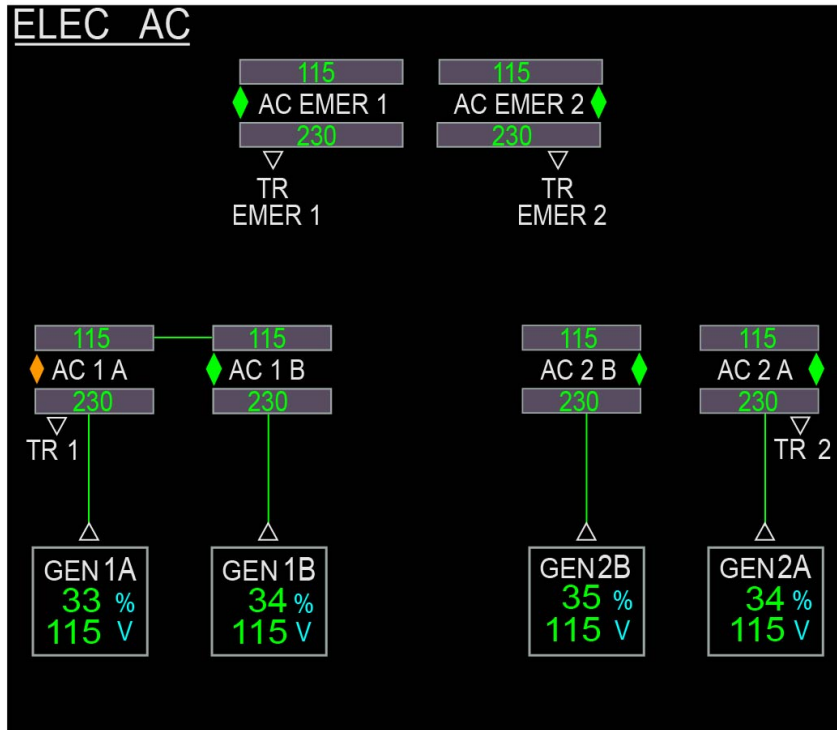 ELEC AC
115 115
AC EMER 1 AC EMER 2
230 230
TR TR
EMER 1 EMER 2
115 115 115 115
AC 1 A AC 1 B AC 2 B AC 2 A
230 230 230 230
TR 1 TR 2
GEN 1A GEN 1B GEN 2B GEN 2A
33 % 34 % 35 % 34 %
115 V 115 V 115 V 115 V